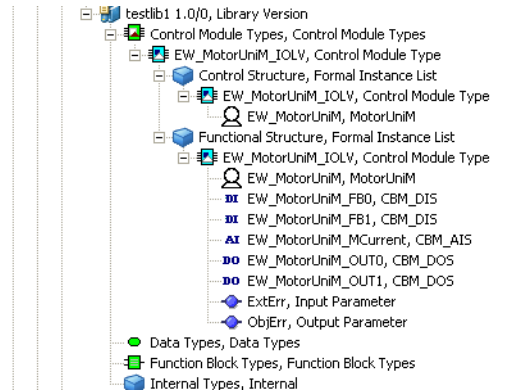 testlib1 1.0/0, Library Version
Control Module Types, Control Module Types
EW_MotorUniM_IOLV, Control Module Type
Control Structure, Formal Instance List
EW_MotorUniM_IOLV, Control Module Type
EW_MotorUniM, MotorUniM
Functional Structure, Formal Instance List
EW_MotorUniM_IOLV, Control Module Type
EW_MotorUniM, MotorUniM
DI EW_MotorUniM_FB0, CBM_DIS
DI EW_MotorUniM_FB1, CBM_DIS
AI EW_MotorUniM_MCurrent, CBM_AIS
DO EW_MotorUniM_OUT0, CBM_DOS
DO EW_MotorUniM_OUT1, CBM_DOS
ExtErr, Input Parameter
ObjErr, Output Parameter
Data Types, Data Types
Function Block Types, Function Block Types
Internal Types, Internal